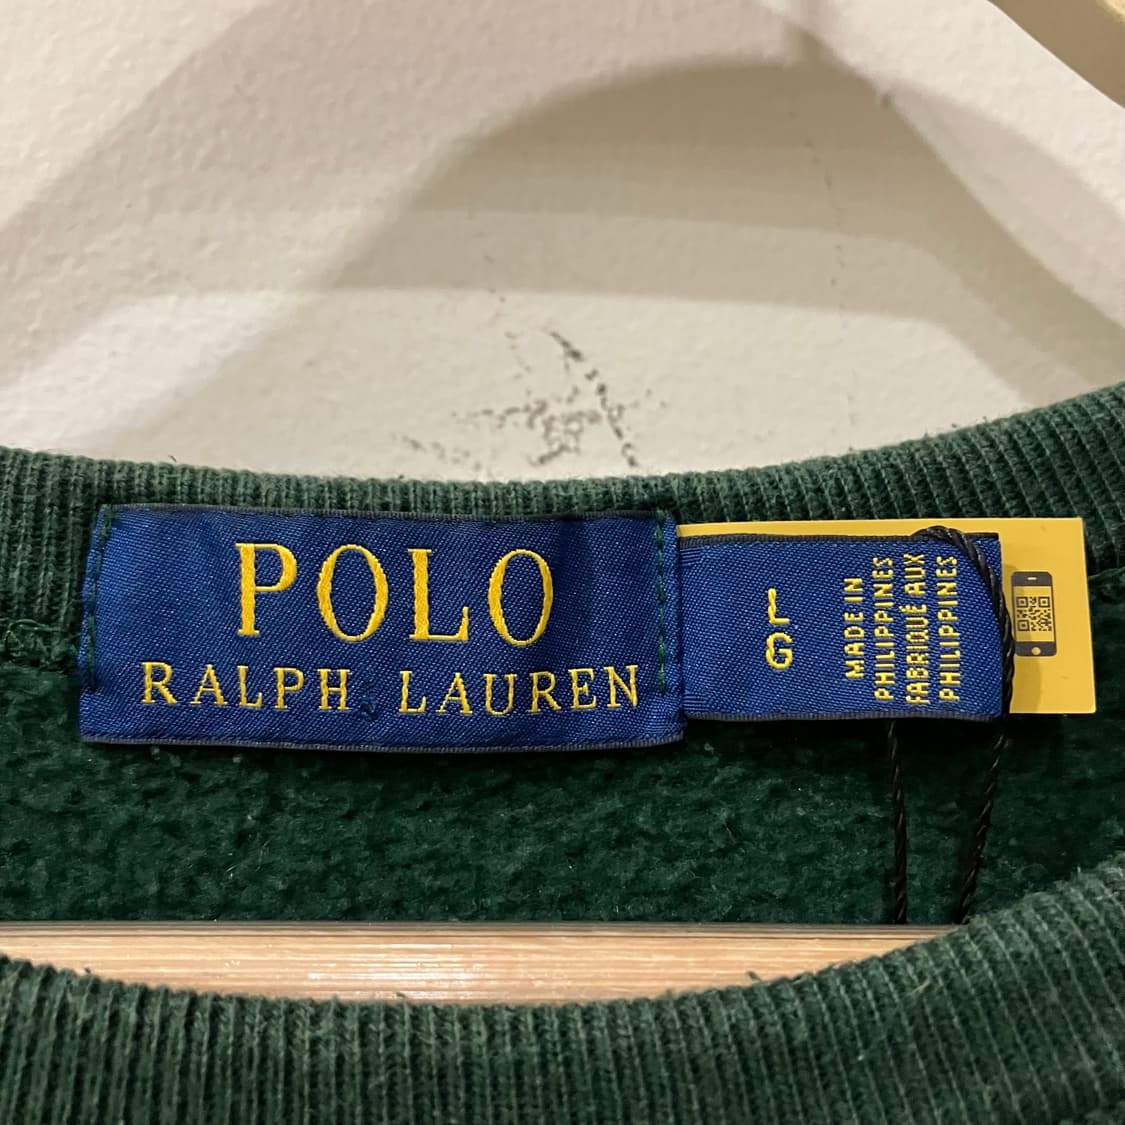 POLO
RALPH LAUREN
L
G
MADE IN
PHILIPPINES
FABRIQUÉ AUX
PHILIPPINES